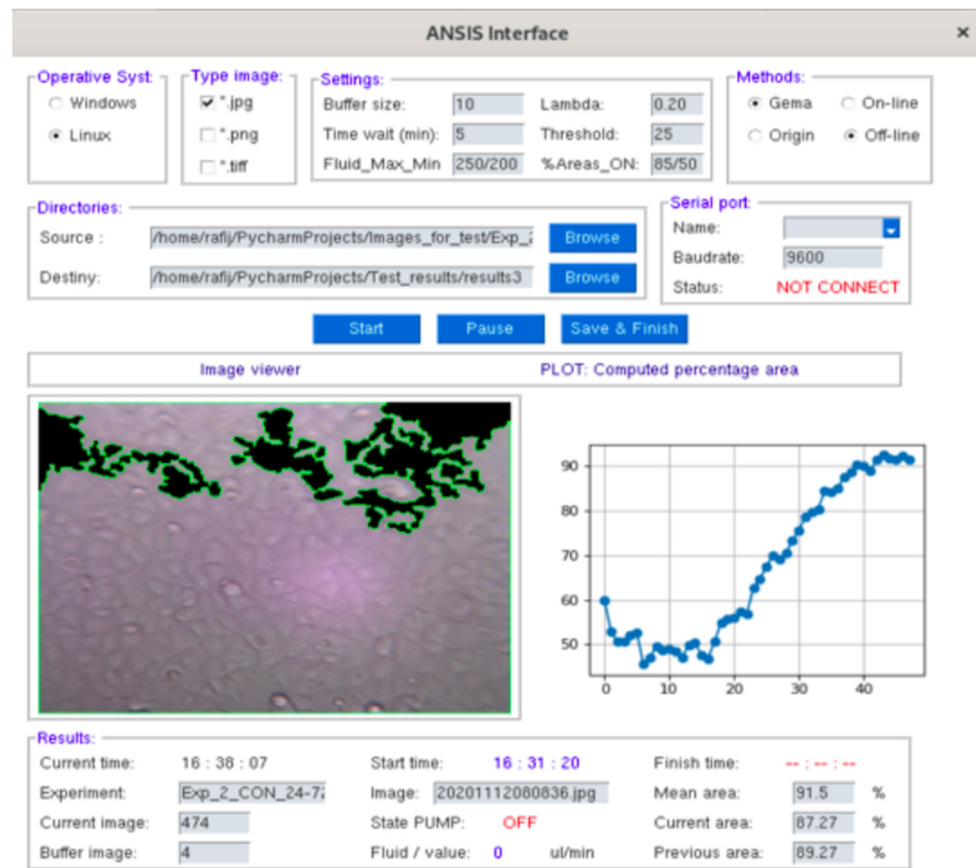 ANSIS Interface ×
Operative Syst: Type image: Settings: Methods:
Windows *.jpg Buffer size: 10 Lambda: 0.20 Gema On-line
Linux *.png Time wait (min): 5 Threshold: 25 Origin Off-line
*.tiff Fluid_Max_Min 250/200 %Areas_ON: 85/50
Directories: Serial port:
Source : /home/rafij/PycharmProjects/Images_for_test/Exp_ Browse Name:
Baudrate: 9600
Destiny: /home/rafij/PycharmProjects/Test_results/results3 Browse Status: NOT CONNECT
Start Pause Save & Finish
Image viewer PLOT: Computed percentage area
90
80
70
60
50
0 10 20 30 40
Results:
Current time: 16 : 38 : 07 Start time: 16 : 31 : 20 Finish time: -- : -- : --
Experiment: Exp_2_CON_24-72 Image: 20201112080836.jpg Mean area: 91.5 %
Current image: 474 State PUMP: OFF Current area: 87.27 %
Buffer image: 4 Fluid / value: 0 ul/min Previous area: 89.27 %